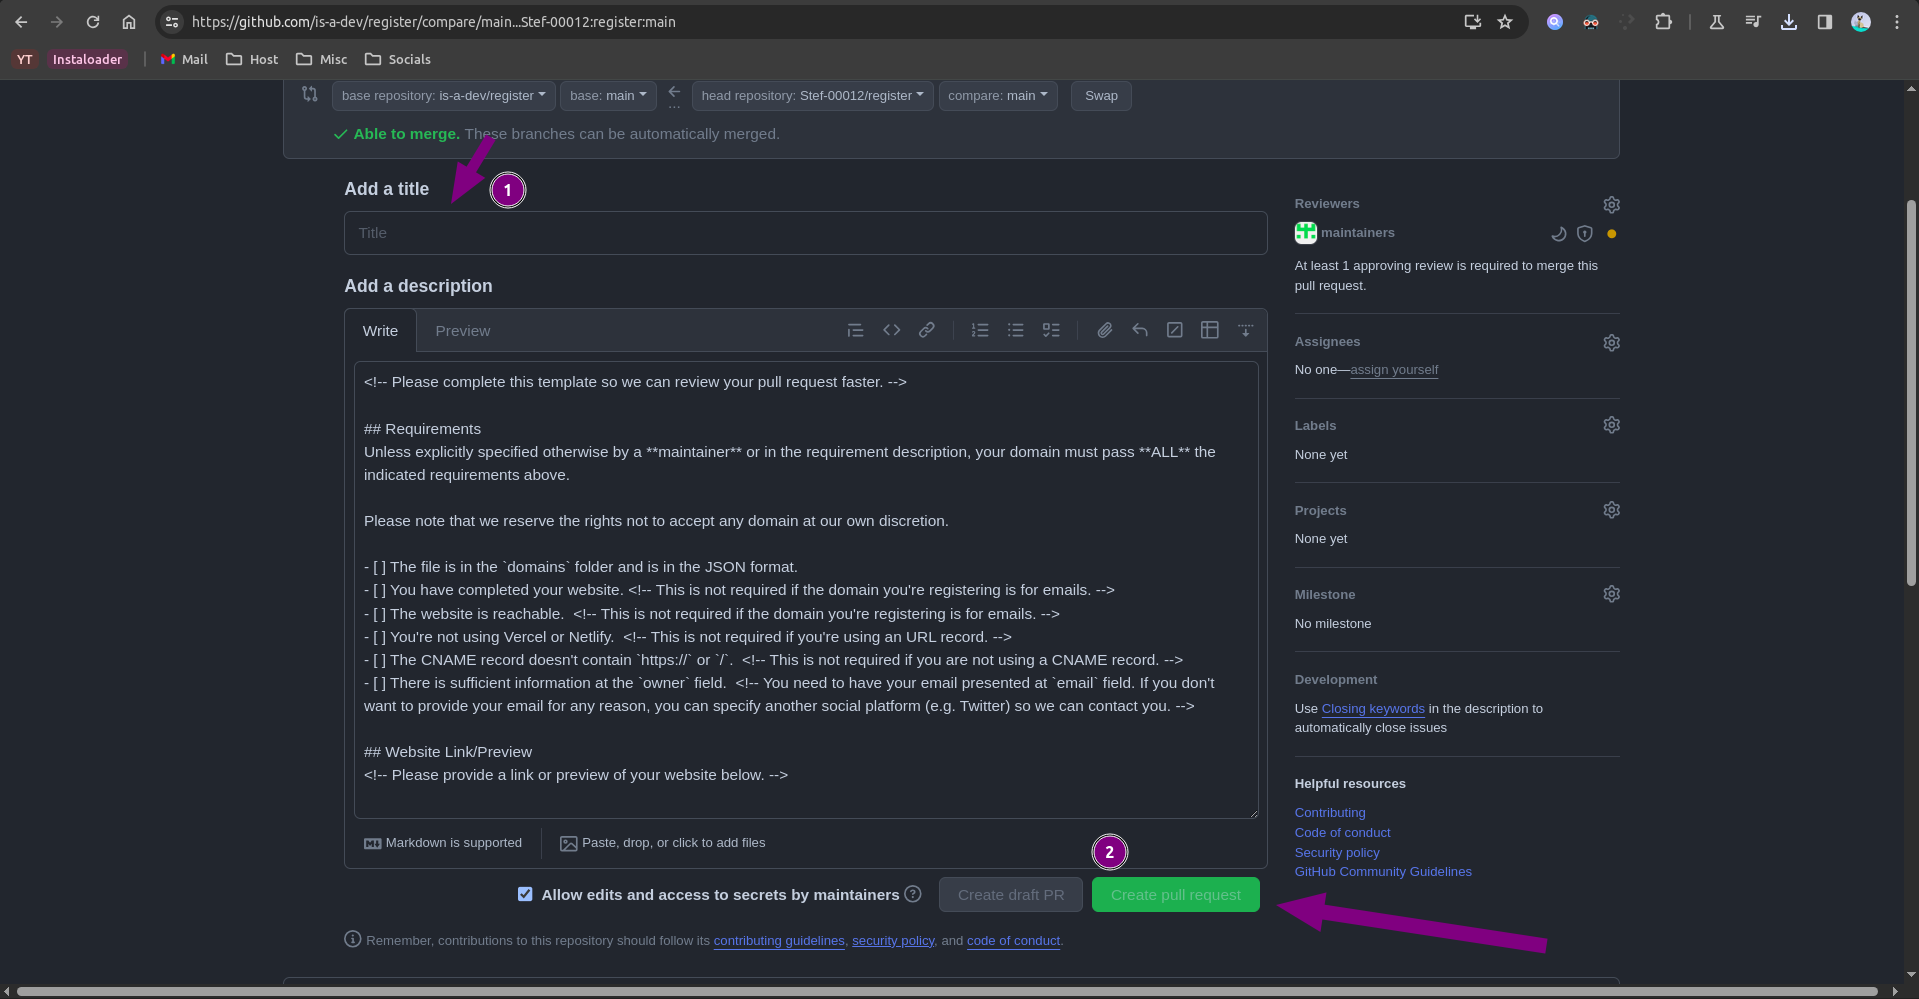 https://github.com/is-a-dev/register/compare/main...Stef-00012:register:main
YT Instaloader Mail Host Misc Socials
base repository: is-a-dev/register base: main ... head repository: Stef-00012/register compare: main Swap
Able to merge. These branches can be automatically merged.
Add a title
1
Title
Add a description
Write Preview
<!-- Please complete this template so we can review your pull request faster. -->
## Requirements
Unless explicitly specified otherwise by a **maintainer** or in the requirement description, your domain must pass **ALL** the
indicated requirements above.
Please note that we reserve the rights not to accept any domain at our own discretion.
- [ ] The file is in the `domains` folder and is in the JSON format.
- [ ] You have completed your website. <!-- This is not required if the domain you're registering is for emails. -->
- [ ] The website is reachable.  <!-- This is not required if the domain you're registering is for emails. -->
- [ ] You're not using Vercel or Netlify.  <!-- This is not required if you're using an URL record. -->
- [ ] The CNAME record doesn't contain `https://` or `/`.  <!-- This is not required if you are not using a CNAME record. -->
- [ ] There is sufficient information at the `owner` field.  <!-- You need to have your email presented at `email` field. If you don't
want to provide your email for any reason, you can specify another social platform (e.g. Twitter) so we can contact you. -->
## Website Link/Preview
<!-- Please provide a link or preview of your website below. -->
Markdown is supported Paste, drop, or click to add files
2
Allow edits and access to secrets by maintainers Create draft PR Create pull request
Remember, contributions to this repository should follow its contributing guidelines, security policy, and code of conduct.
Reviewers
maintainers
At least 1 approving review is required to merge this
pull request.
Assignees
No one—assign yourself
Labels
None yet
Projects
None yet
Milestone
No milestone
Development
Use Closing keywords in the description to
automatically close issues
Helpful resources
Contributing
Code of conduct
Security policy
GitHub Community Guidelines